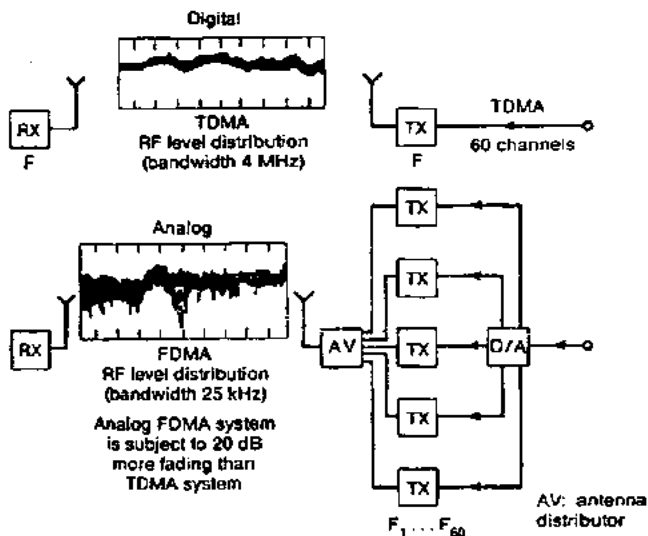 Digital
RX
F
TDMA
RF level distribution
(bandwidth 4 MHz)
TX
F
TDMA
60 channels
Analog
RX
FDMA
RF level distribution
(bandwidth 25 kHz)
Analog FDMA system
is subject to 20 dB
more fading than
TDMA system
AV
TX
TX
TX
TX
TX
D/A
F1 ... F60
AV: antenna
distributor